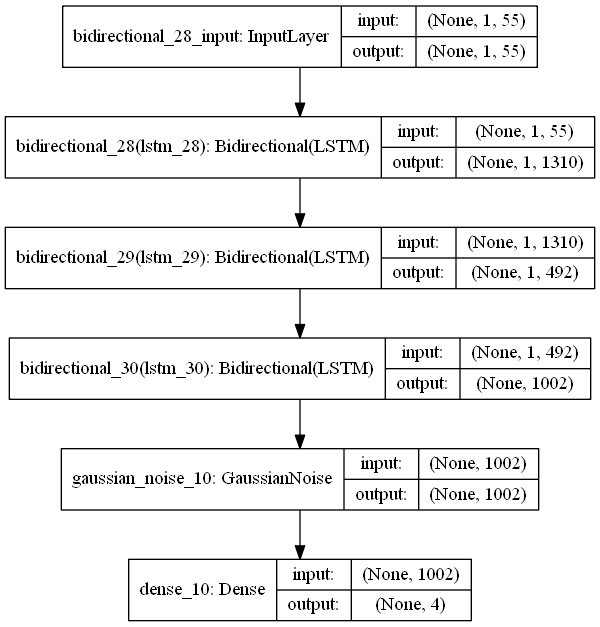 bidirectional_28_input: InputLayer
input: (None, 1, 55)
output: (None, 1, 55)
bidirectional_28(lstm_28): Bidirectional(LSTM)
input: (None, 1, 55)
output: (None, 1, 1310)
bidirectional_29(lstm_29): Bidirectional(LSTM)
input: (None, 1, 1310)
output: (None, 1, 492)
bidirectional_30(lstm_30): Bidirectional(LSTM)
input: (None, 1, 492)
output: (None, 1002)
gaussian_noise_10: GaussianNoise
input: (None, 1002)
output: (None, 1002)
dense_10: Dense
input: (None, 1002)
output: (None, 4)